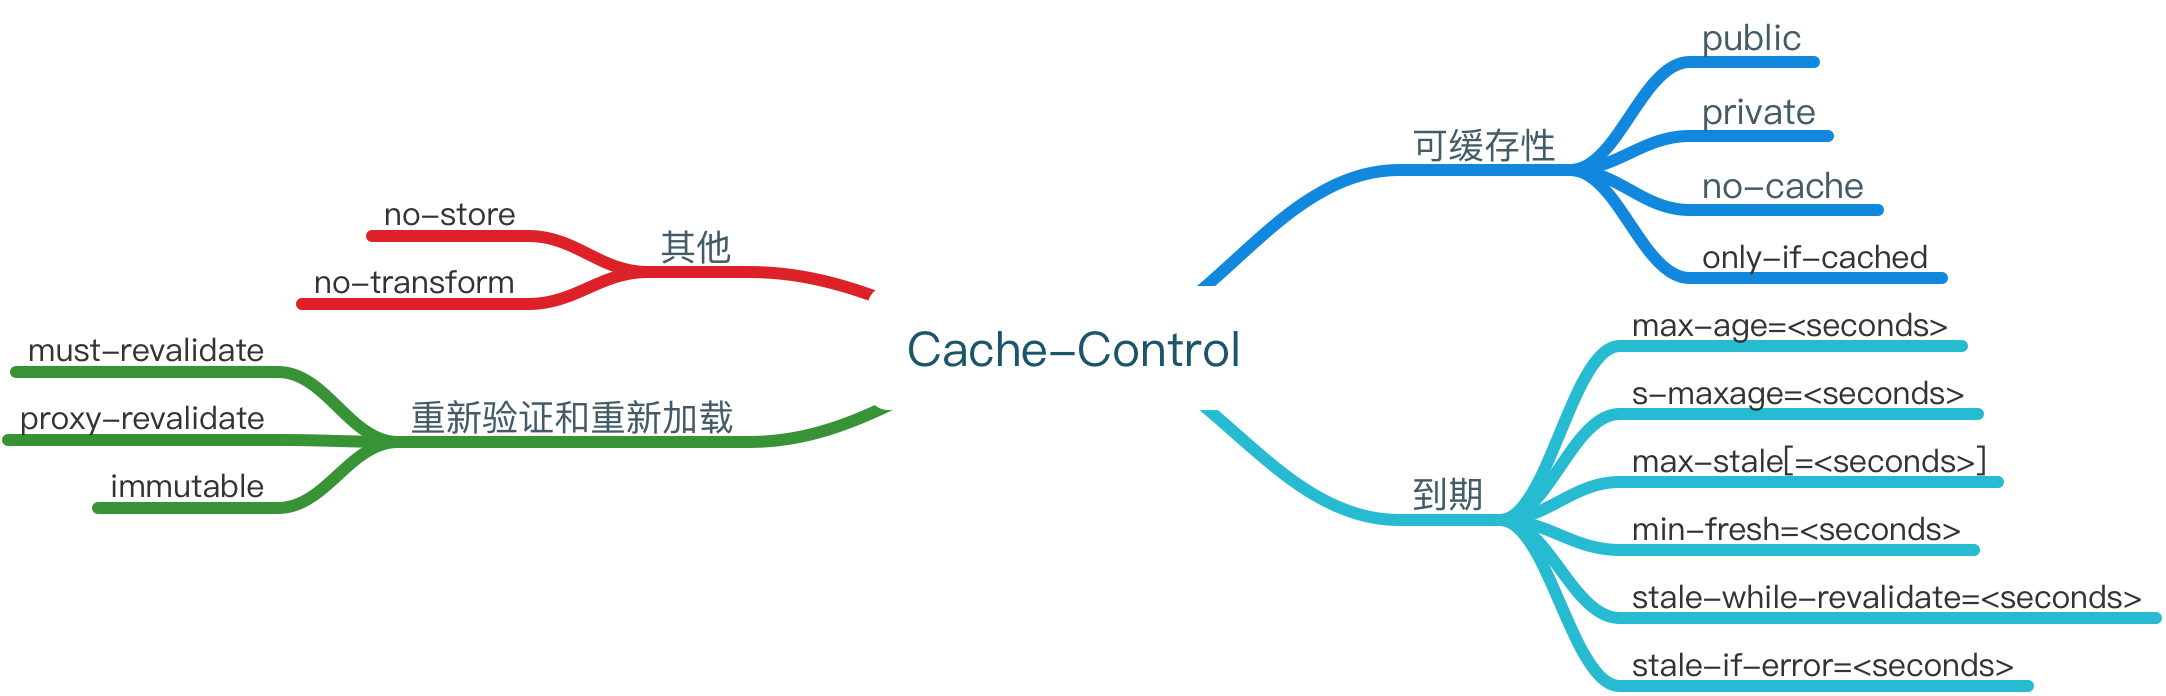 Cache-Control
可缓存性
public
private
no-cache
only-if-cached
到期
max-age=<seconds>
s-maxage=<seconds>
max-stale[=<seconds>]
min-fresh=<seconds>
stale-while-revalidate=<seconds>
stale-if-error=<seconds>
其他
no-store
no-transform
重新验证和重新加载
must-revalidate
proxy-revalidate
immutable